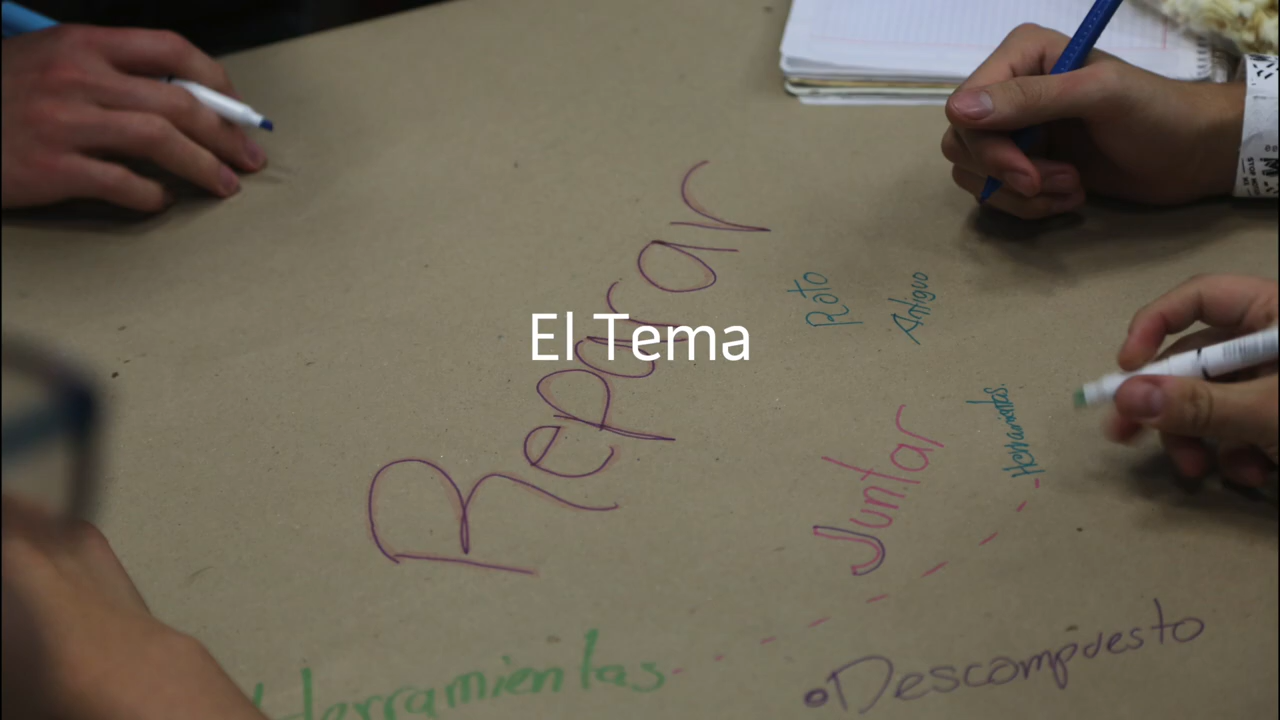 El Tema
Reparar
Roto
Antiguo
Juntar
Herramientas.
Herramientas
Descompuesto